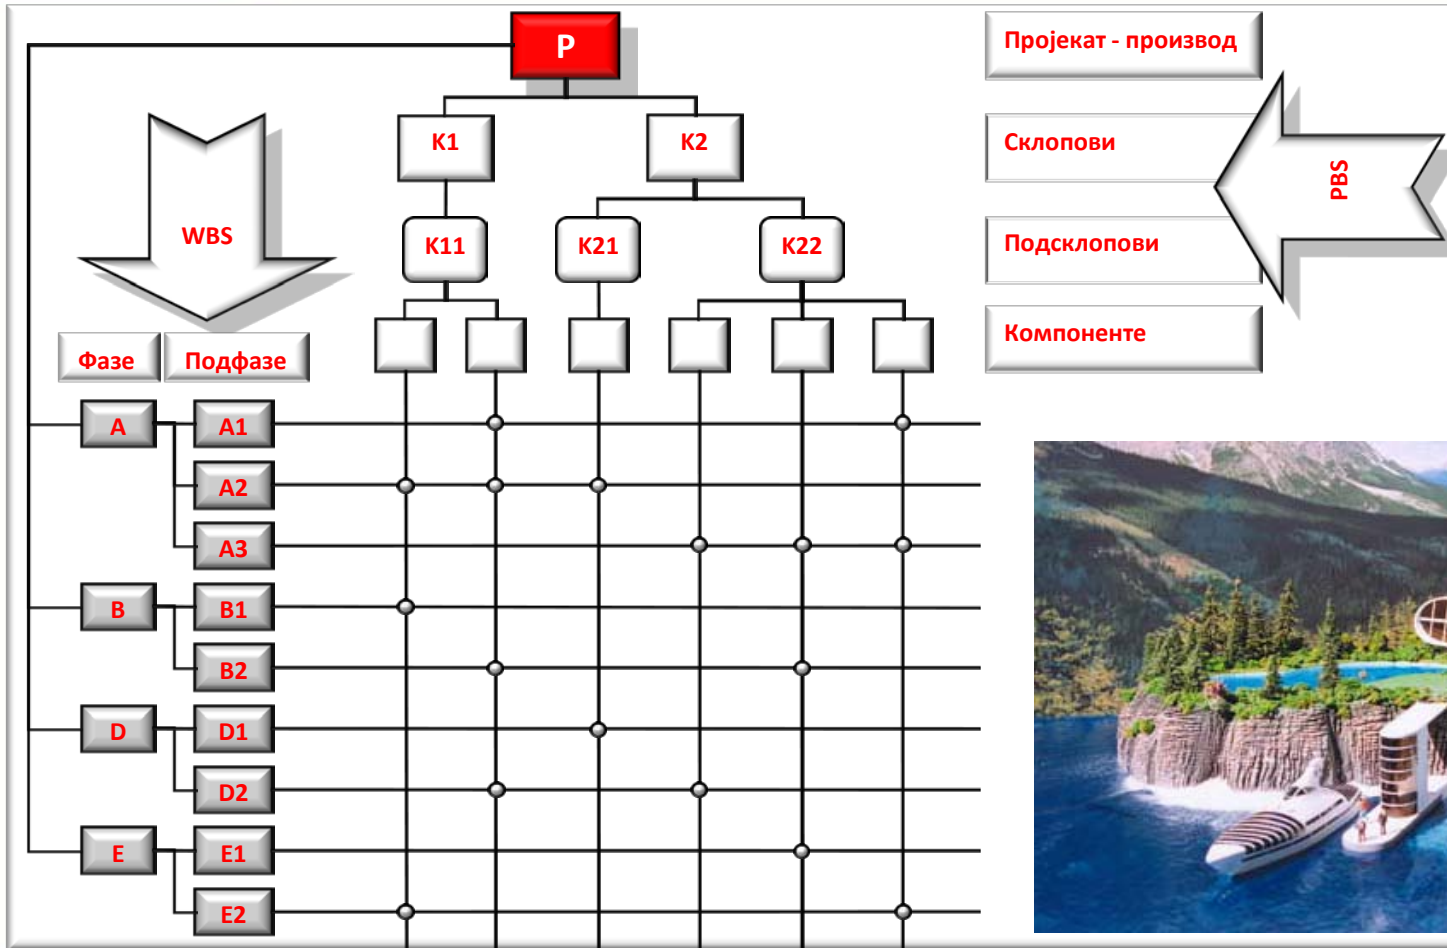 P
Пројекат - производ
K1
K2
Склопови
PBS
WBS
K11
K21
K22
Подсклопови
Компоненте
Фазе
Подфазе
A
A1
A2
A3
B
B1
B2
D
D1
D2
E
E1
E2